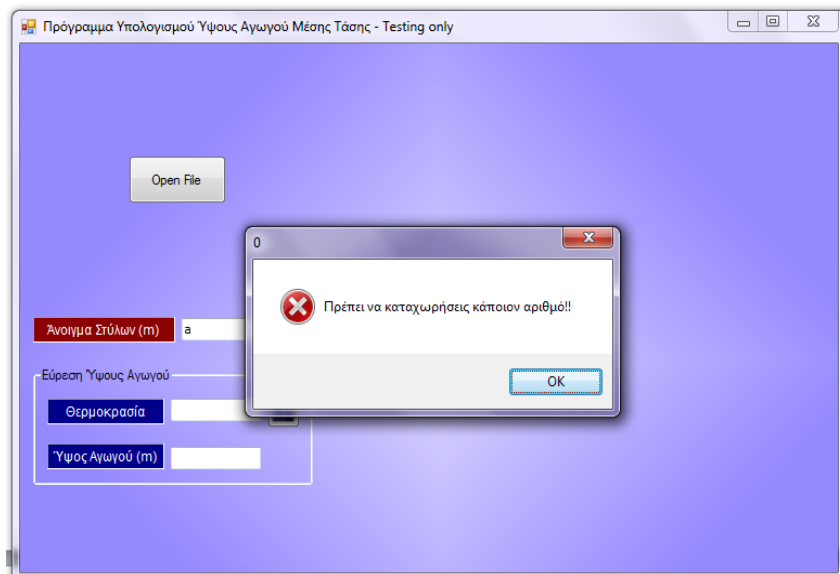 Πρόγραμμα Υπολογισμού Ύψους Αγωγού Μέσης Τάσης - Testing only
Open File
0
Πρέπει να καταχωρήσεις κάποιον αριθμό!!
OK
Άνοιγμα Στύλων (m) a
Εύρεση Ύψους Αγωγού
Θερμοκρασία
Ύψος Αγωγού (m)